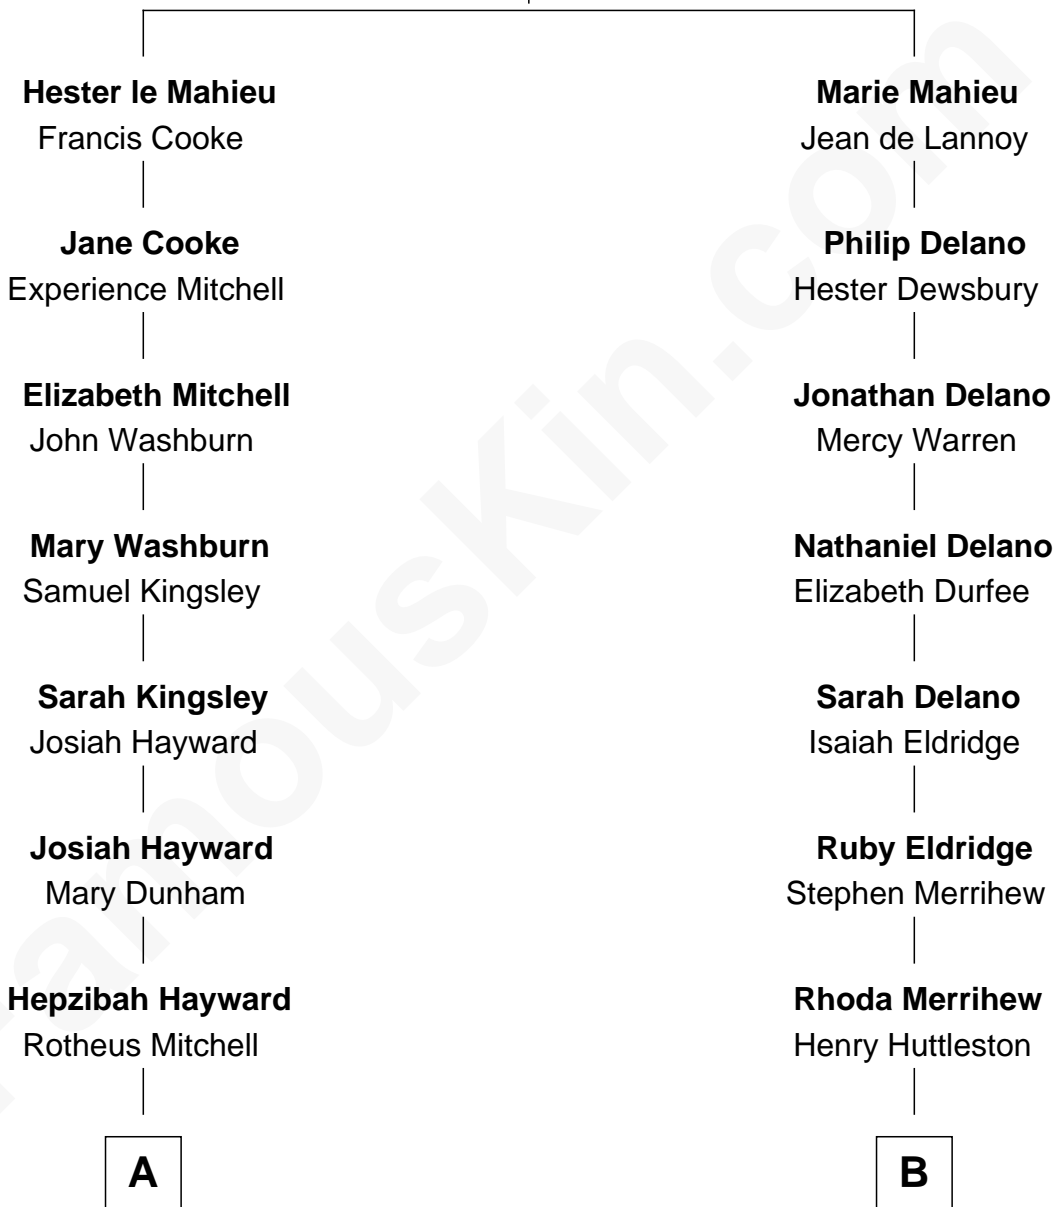 Hester le Mahieu
Francis Cooke
Jane Cooke
Experience Mitchell
Elizabeth Mitchell
John Washburn
Mary Washburn
Samuel Kingsley
Sarah Kingsley
Josiah Hayward
Josiah Hayward
Mary Dunham
Hepzibah Hayward
Rotheus Mitchell
A
Marie Mahieu
Jean de Lannoy
Philip Delano
Hester Dewsbury
Jonathan Delano
Mercy Warren
Nathaniel Delano
Elizabeth Durfee
Sarah Delano
Isaiah Eldridge
Ruby Eldridge
Stephen Merrihew
Rhoda Merrihew
Henry Huttleston
B
FamousKin.com